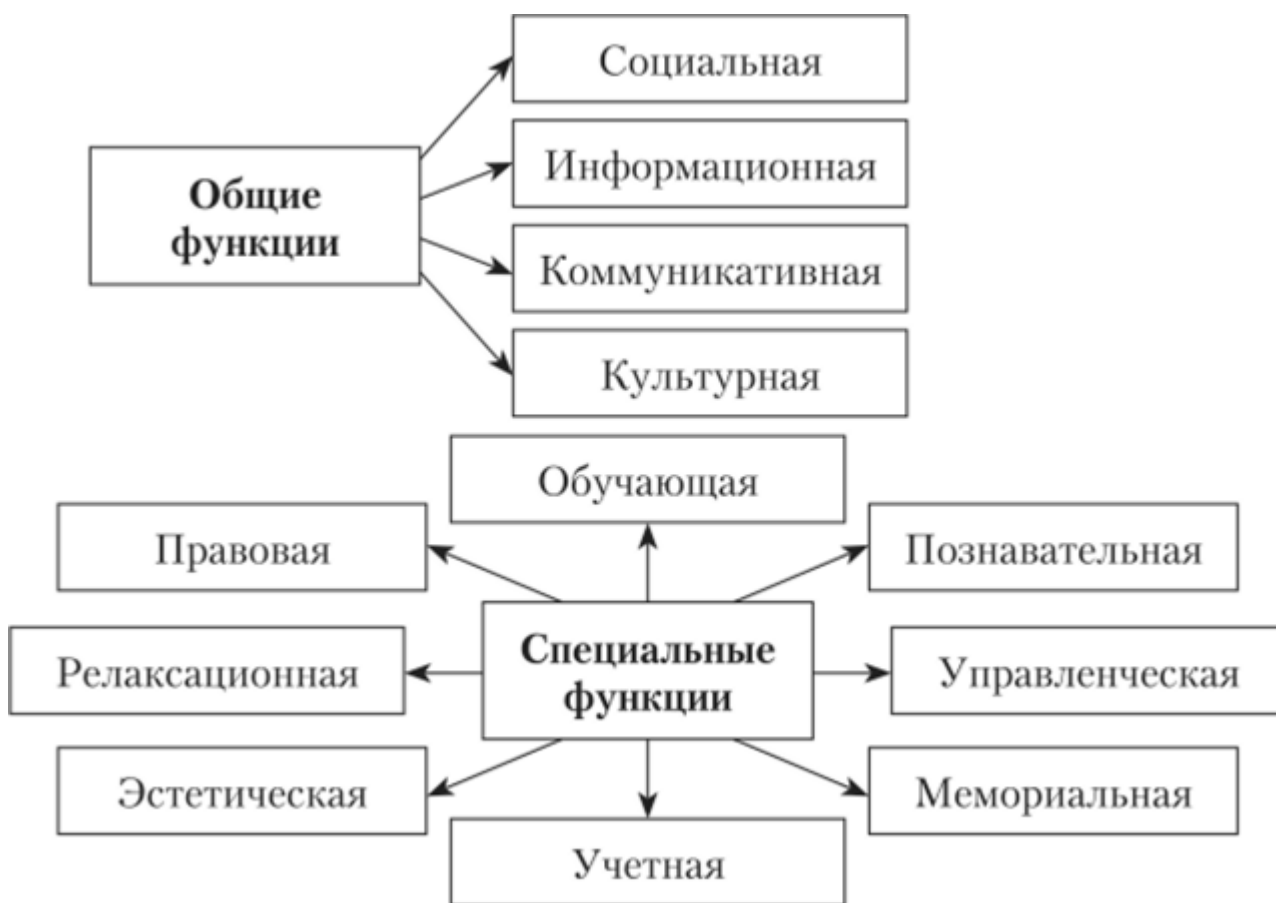 Социальная
Информационная
Общие
функции
Коммуникативная
Культурная
Обучающая
Правовая
Познавательная
Релаксационная
Специальные
функции
Управленческая
Эстетическая
Мемориальная
Учетная